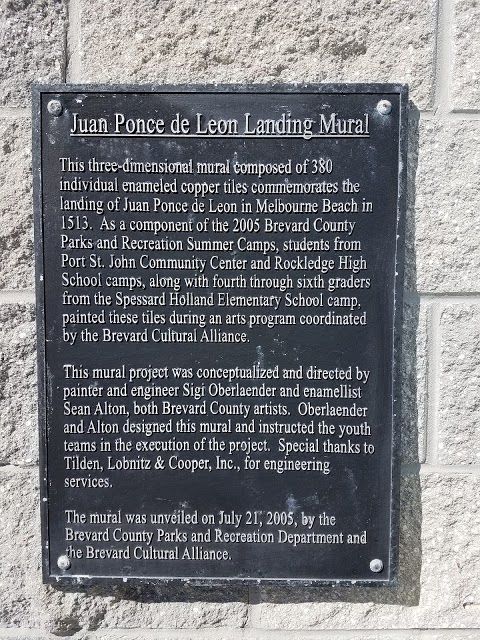 Juan Ponce de Leon Landing Mural
This three-dimensional mural composed of 380
individual enameled copper tiles commemorates the
landing of Juan Ponce de Leon in Melbourne Beach in
1513. As a component of the 2005 Brevard County
Parks and Recreation Summer Camps, students from
Port St. John Community Center and Rockledge High
School camps, along with fourth through sixth graders
from the Spessard Holland Elementary School camp,
painted these tiles during an arts program coordinated
by the Brevard Cultural Alliance.
This mural project was conceptualized and directed by
painter and engineer Sigi Oberlaender and enamellist
Sean Alton, both Brevard County artists. Oberlaender
and Alton designed this mural and instructed the youth
teams in the execution of the project. Special thanks to
Tilden, Lobnitz & Cooper, Inc., for engineering
services.
The mural was unveiled on July 21, 2005, by the
Brevard County Parks and Recreation Department and
the Brevard Cultural Alliance.